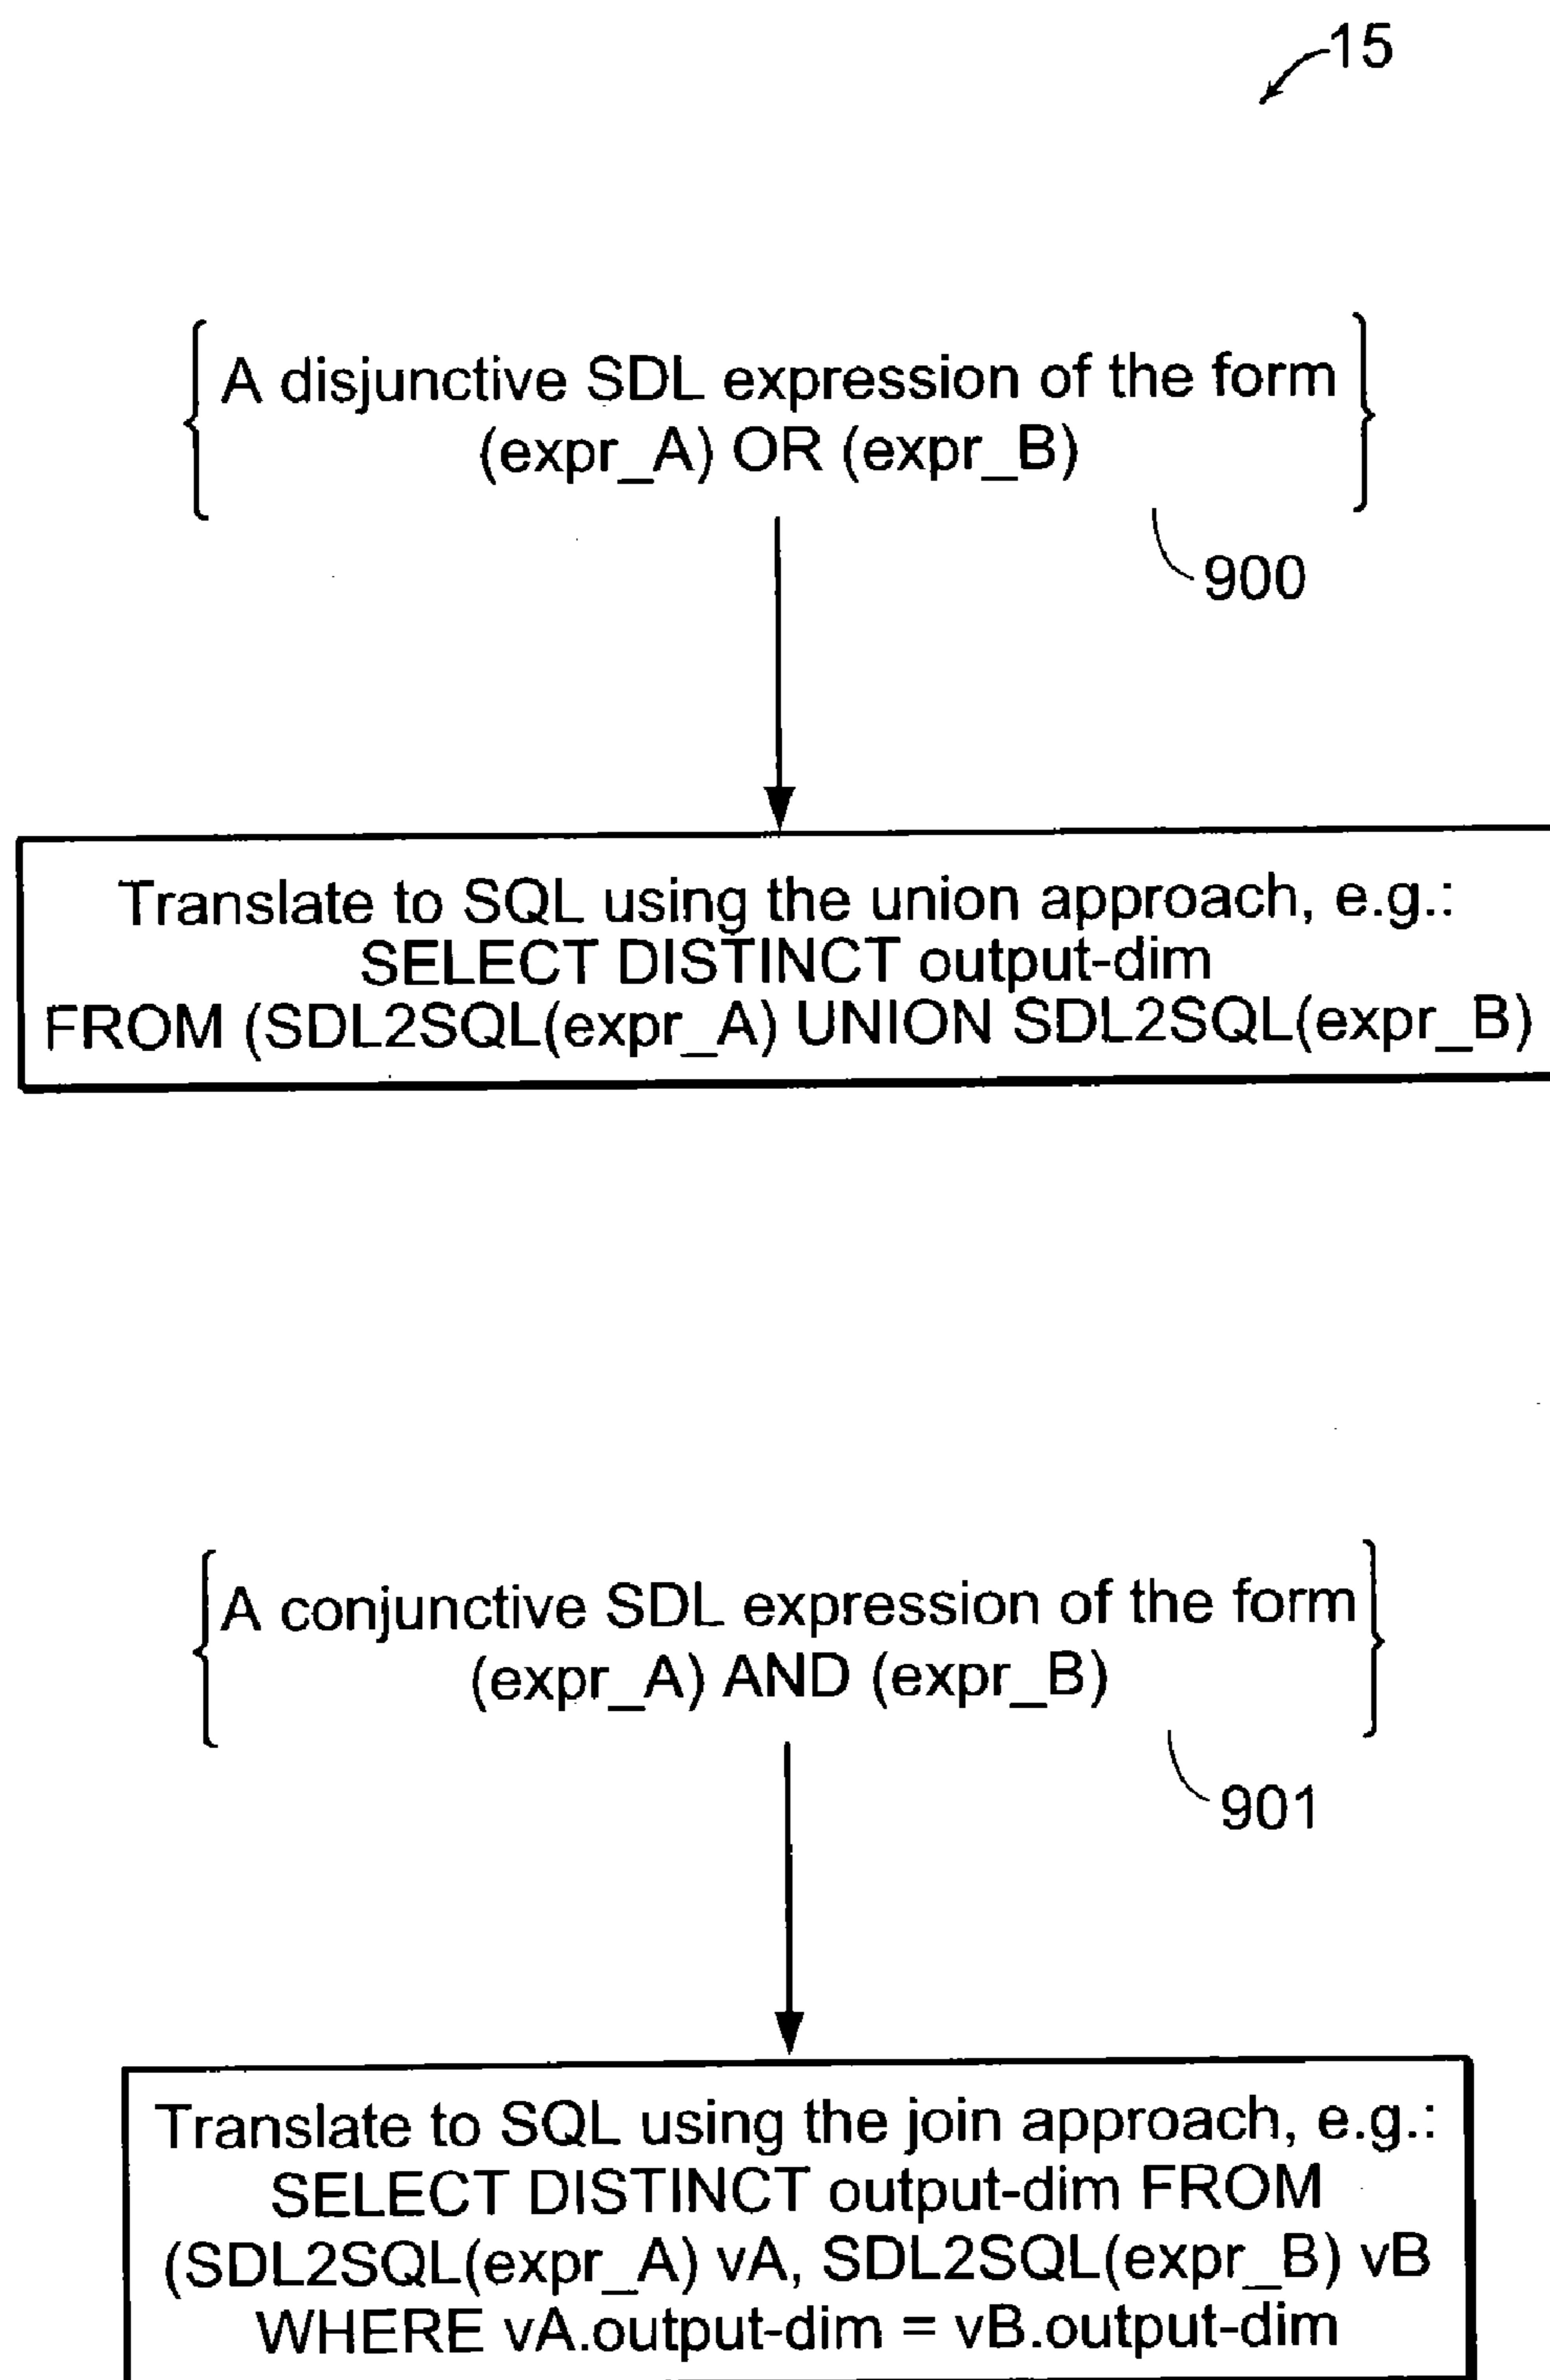 15
A disjunctive SDL expression of the form
(expr_A) OR (expr_B)
900
Translate to SQL using the union approach, e.g.:
SELECT DISTINCT output-dim
FROM (SDL2SQL(expr_A) UNION SDL2SQL(expr_B)
A conjunctive SDL expression of the form
(expr_A) AND (expr_B)
901
Translate to SQL using the join approach, e.g.:
SELECT DISTINCT output-dim FROM
(SDL2SQL(expr_A) vA, SDL2SQL(expr_B) vB
WHERE vA.output-dim = vB.output-dim